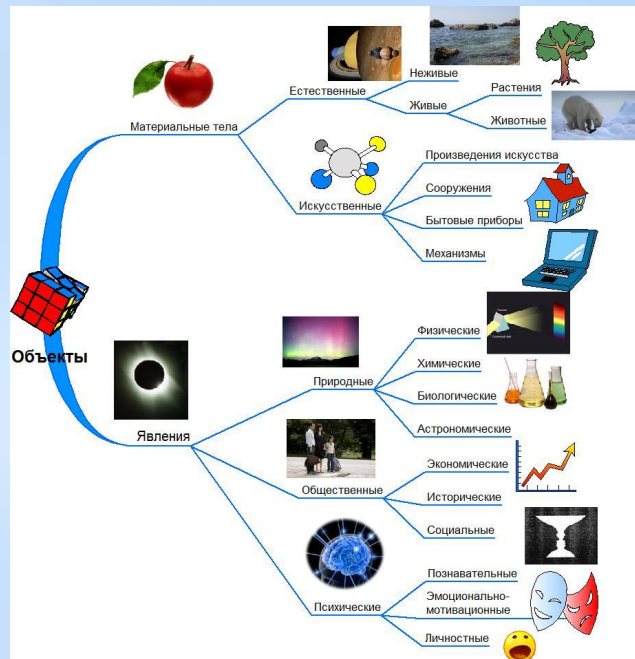 Неживые
Естественные
Растения
Живые
Животные
Материальные тела
Произведения искусства
Сооружения
Искусственные
Бытовые приборы
Механизмы
Объекты
Физические
Химические
Природные
Биологические
Астрономические
Явления
Экономические
Общественные
Исторические
Социальные
Познавательные
Эмоционально-
мотивационные
Психические
Личностные